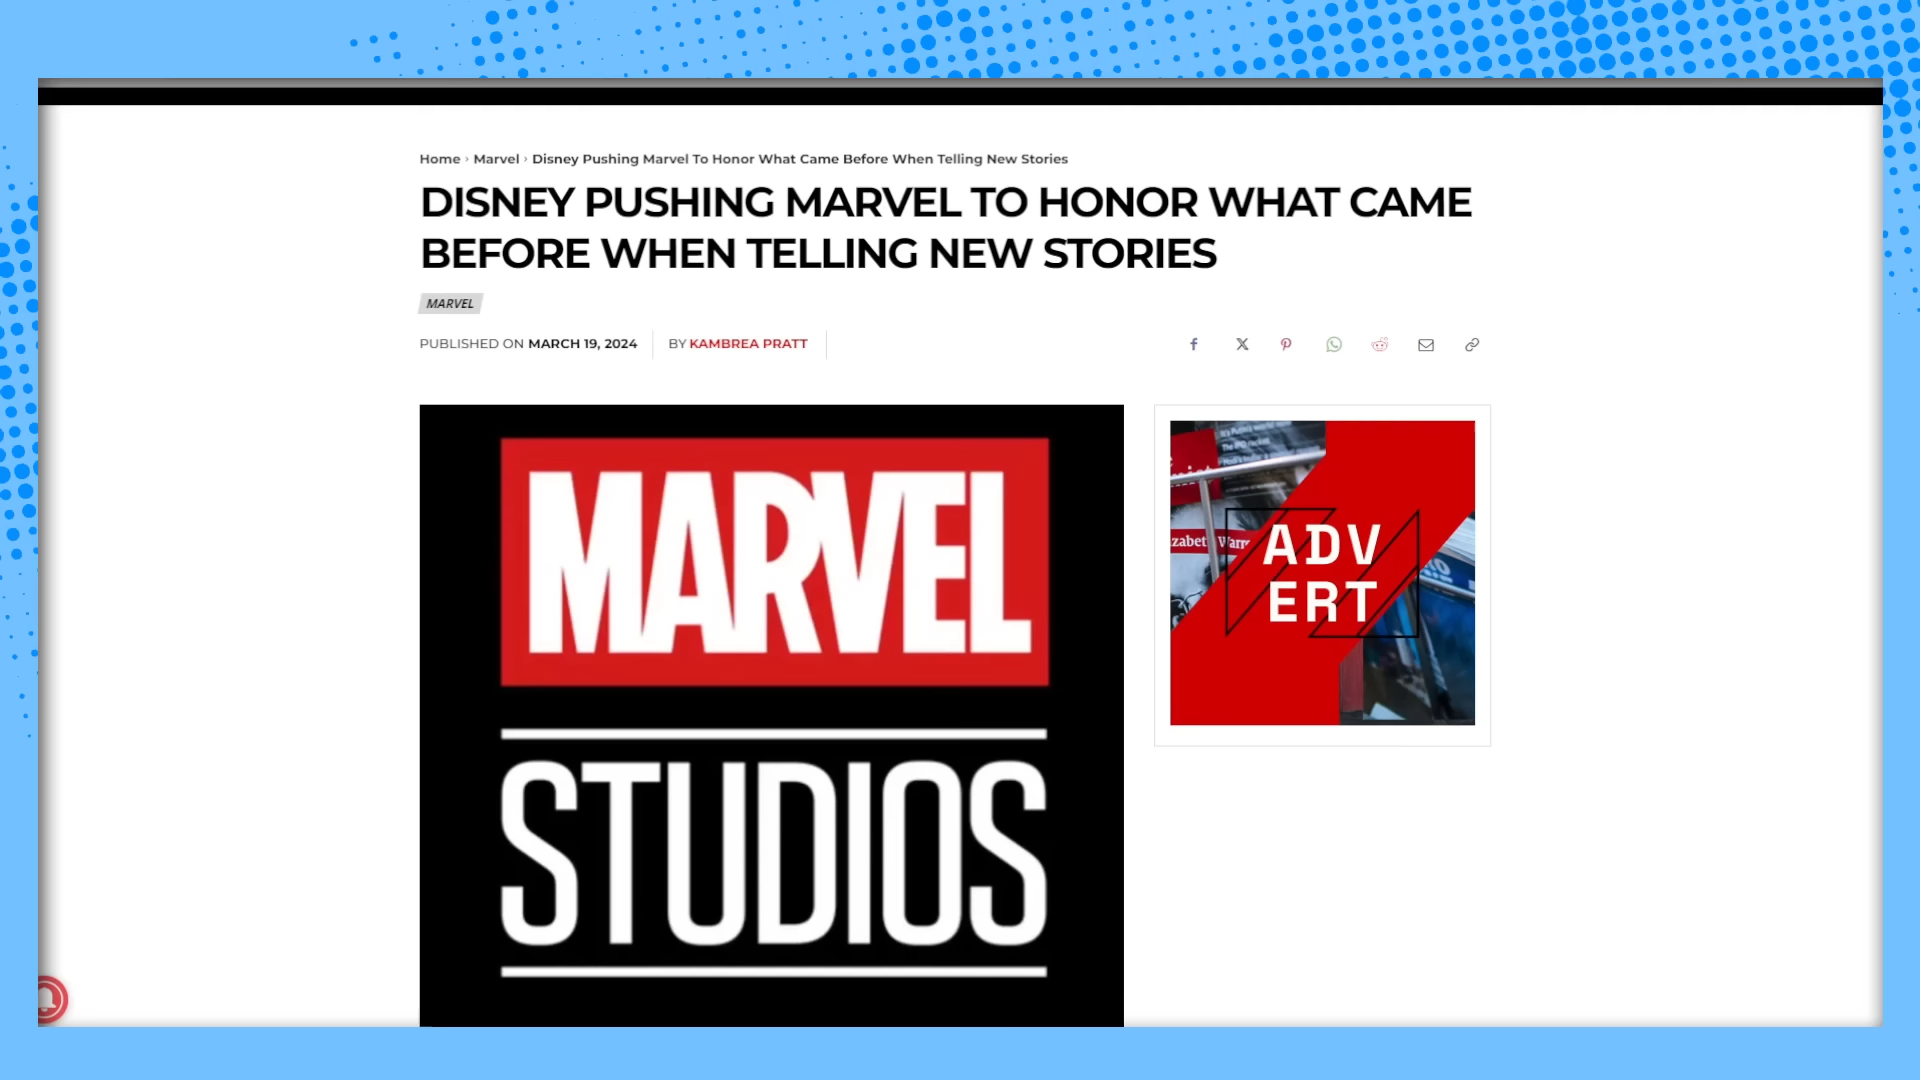 Home › Marvel › Disney Pushing Marvel To Honor What Came Before When Telling New Stories
DISNEY PUSHING MARVEL TO HONOR WHAT CAME
BEFORE WHEN TELLING NEW STORIES
MARVEL
PUBLISHED ON MARCH 19, 2024
BY KAMBREA PRATT
MARVEL
STUDIOS
ADV
ERT